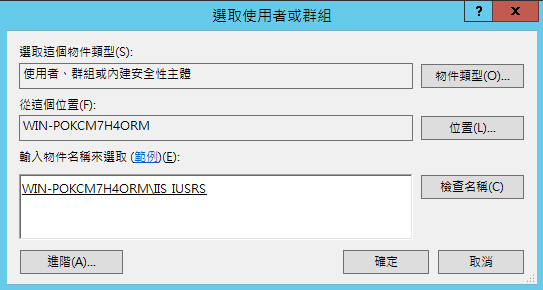 選取使用者或群組
選取這個物件類型(S):
使用者、群組或內建安全性主體
物件類型(O)...
從這個位置(F):
WIN-POKCM7H4ORM
位置(L)...
輸入物件名稱來選取 (範例)(E):
WIN-POKCM7H4ORM\IIS_IUSRS
檢查名稱(C)
進階(A)...
確定
取消